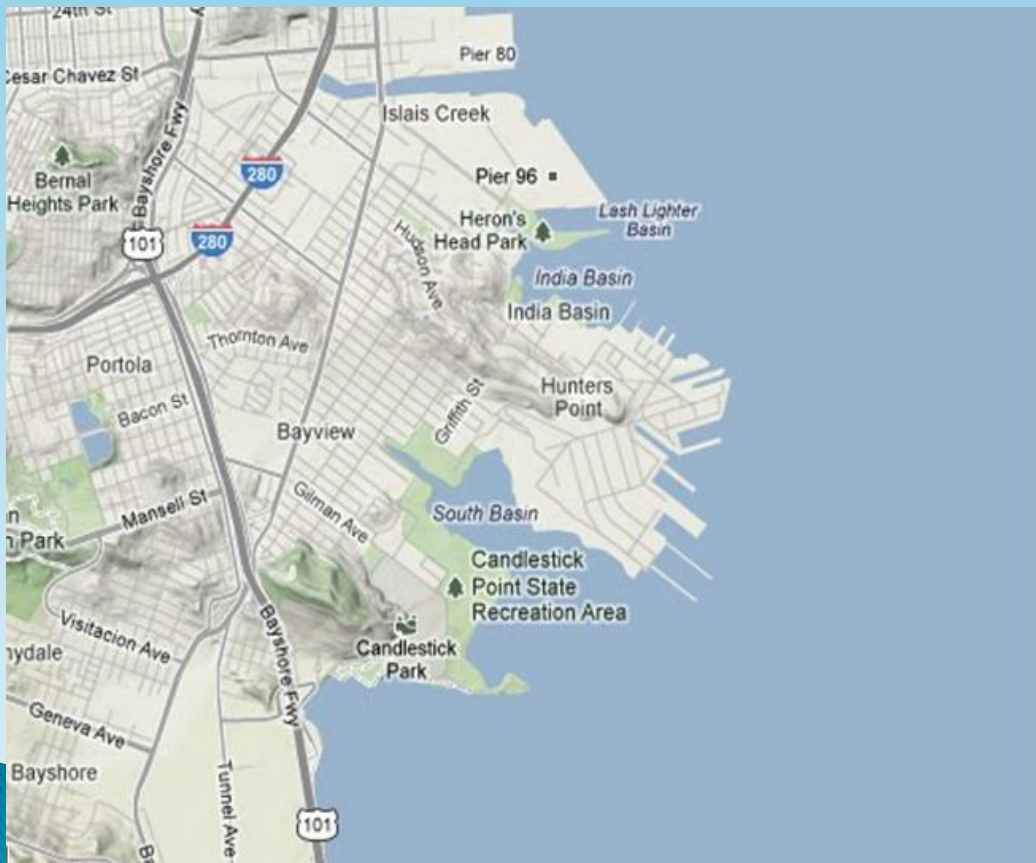 24th St
Pier 80
Cesar Chavez St
Islais Creek
Bayshore Fwy
280
Pier 96
Bernal
Heights Park
Lash Lighter
Basin
Heron's
Head Park
Hudson Ave
280
101
India Basin
India Basin
Thornton Ave
Portola
Hunters
Point
Bacon St
Griffith St
Bayview
Mansell St
Gilman Ave
South Basin
n
n Park
Candlestick
Point State
Recreation Area
Visitacion Ave
Bayshore Fwy
Candlestick
Park
nydale
Geneva Ave
Bayshore
Tunnel Ave
101
Ba